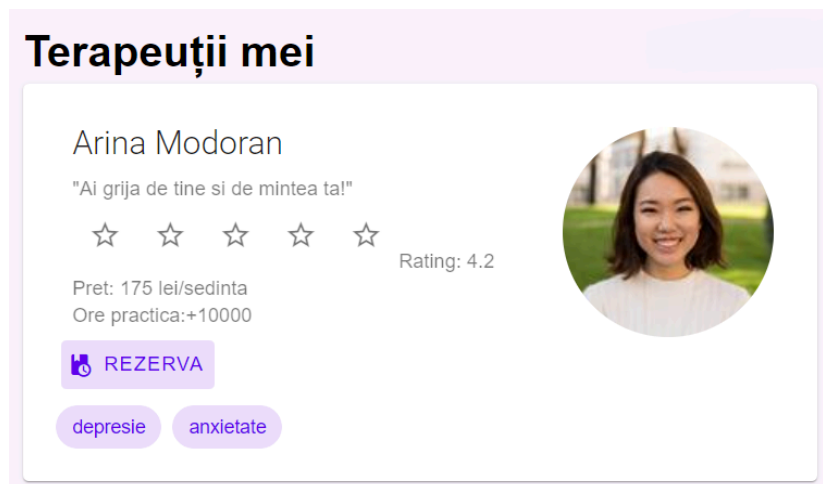 Terapeuții mei
Arina Modoran
"Ai grija de tine si de mintea ta!"
Rating: 4.2
Pret: 175 lei/sedinta
Ore practica:+10000
REZERVA
depresie anxietate